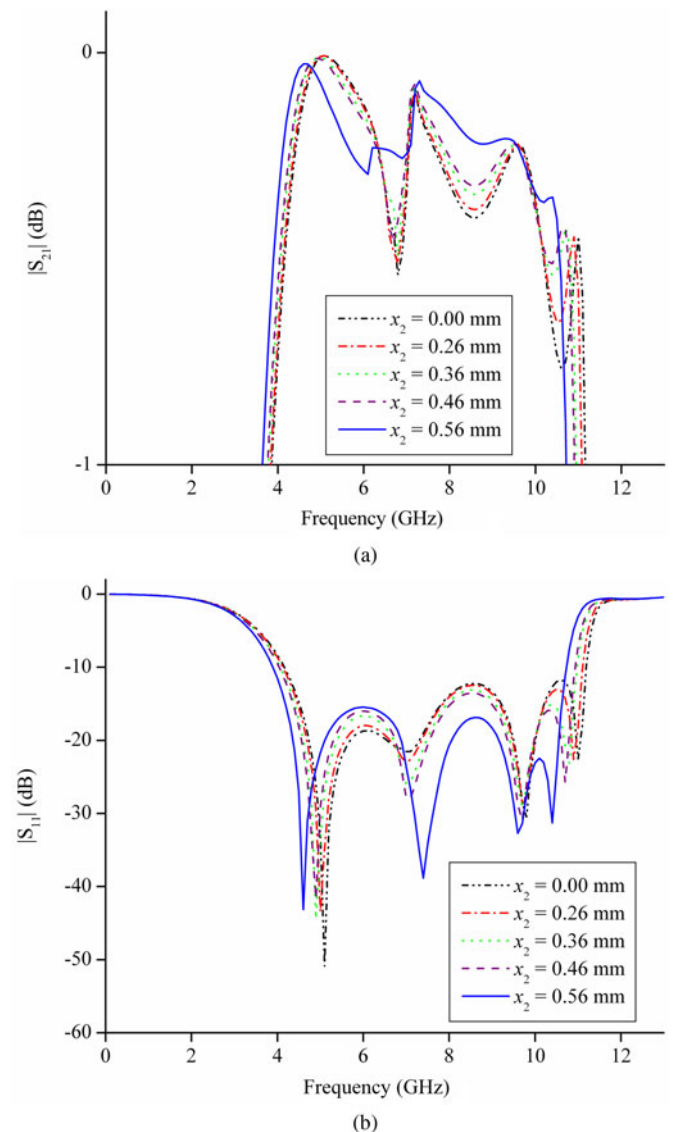 0
|S21| (dB)
x2 = 0.00 mm
x2 = 0.26 mm
x2 = 0.36 mm
x2 = 0.46 mm
x2 = 0.56 mm
-1
0 2 4 6 8 10 12
Frequency (GHz)
(a)
0
-10
-20
-30
-40
-50
-60
|S11| (dB)
x2 = 0.00 mm
x2 = 0.26 mm
x2 = 0.36 mm
x2 = 0.46 mm
x2 = 0.56 mm
0 2 4 6 8 10 12
Frequency (GHz)
(b)